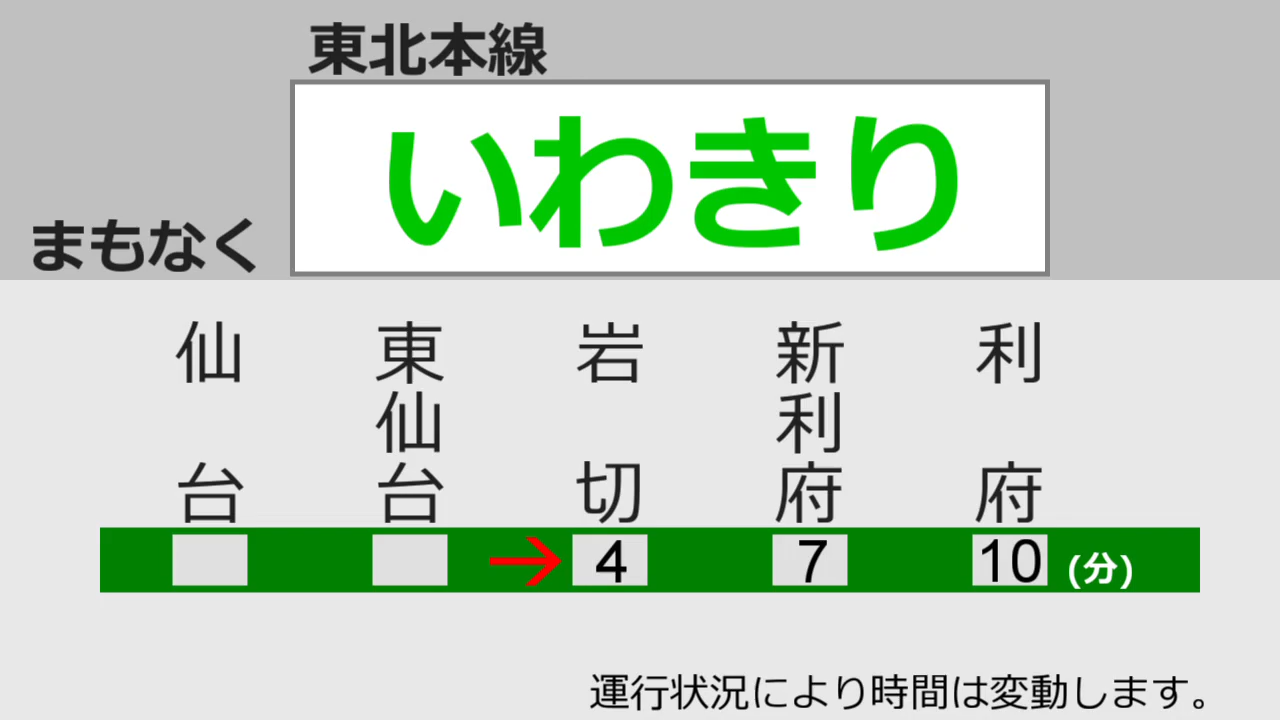 東北本線
いわきり
まもなく
仙台
東仙台
岩切
新利府
利府
→ 4 7 10 (分)
運行状況により時間は変動します。